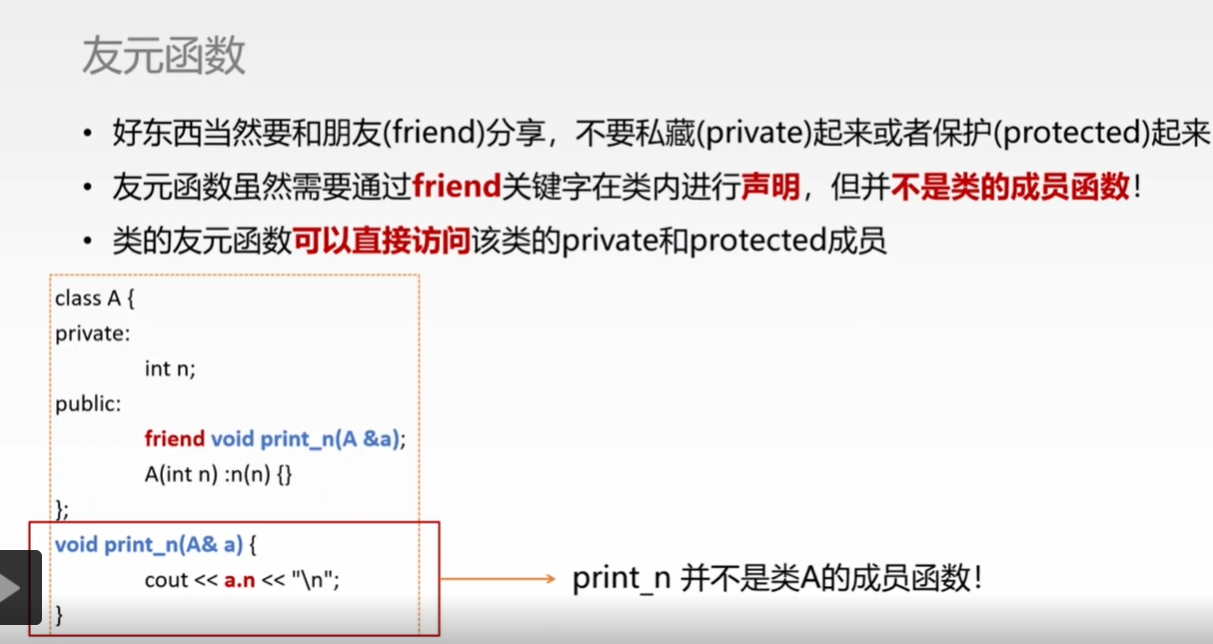 友元函数
• 好东西当然要和朋友(friend)分享，不要私藏(private)起来或者保护(protected)起来
• 友元函数虽然需要通过friend关键字在类内进行声明，但并不是类的成员函数！
• 类的友元函数可以直接访问该类的private和protected成员
class A {
private:
int n;
public:
friend void print_n(A &a);
A(int n) :n(n) {}
};
void print_n(A& a) {
cout << a.n << "\n";
}
print_n 并不是类A的成员函数！